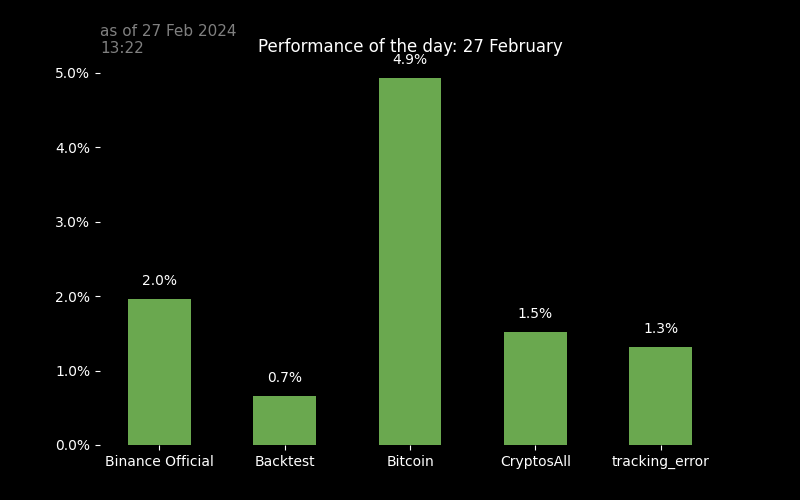 as of 27 Feb 2024
13:22
Performance of the day: 27 February
5.0%
4.0%
3.0%
2.0%
1.0%
0.0%
2.0%
0.7%
4.9%
1.5%
1.3%
Binance Official
Backtest
Bitcoin
CryptosAll
tracking_error